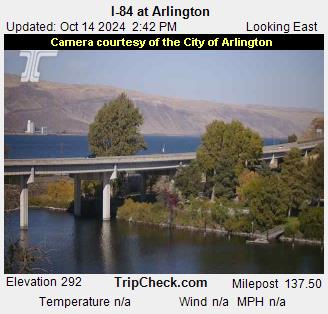 I-84 at Arlington
Updated: Oct 14 2024 2:42 PM Looking East
Camera courtesy of the City of Arlington
Elevation 292 TripCheck.com Milepost 137.50
Temperature n/a Wind n/a MPH n/a